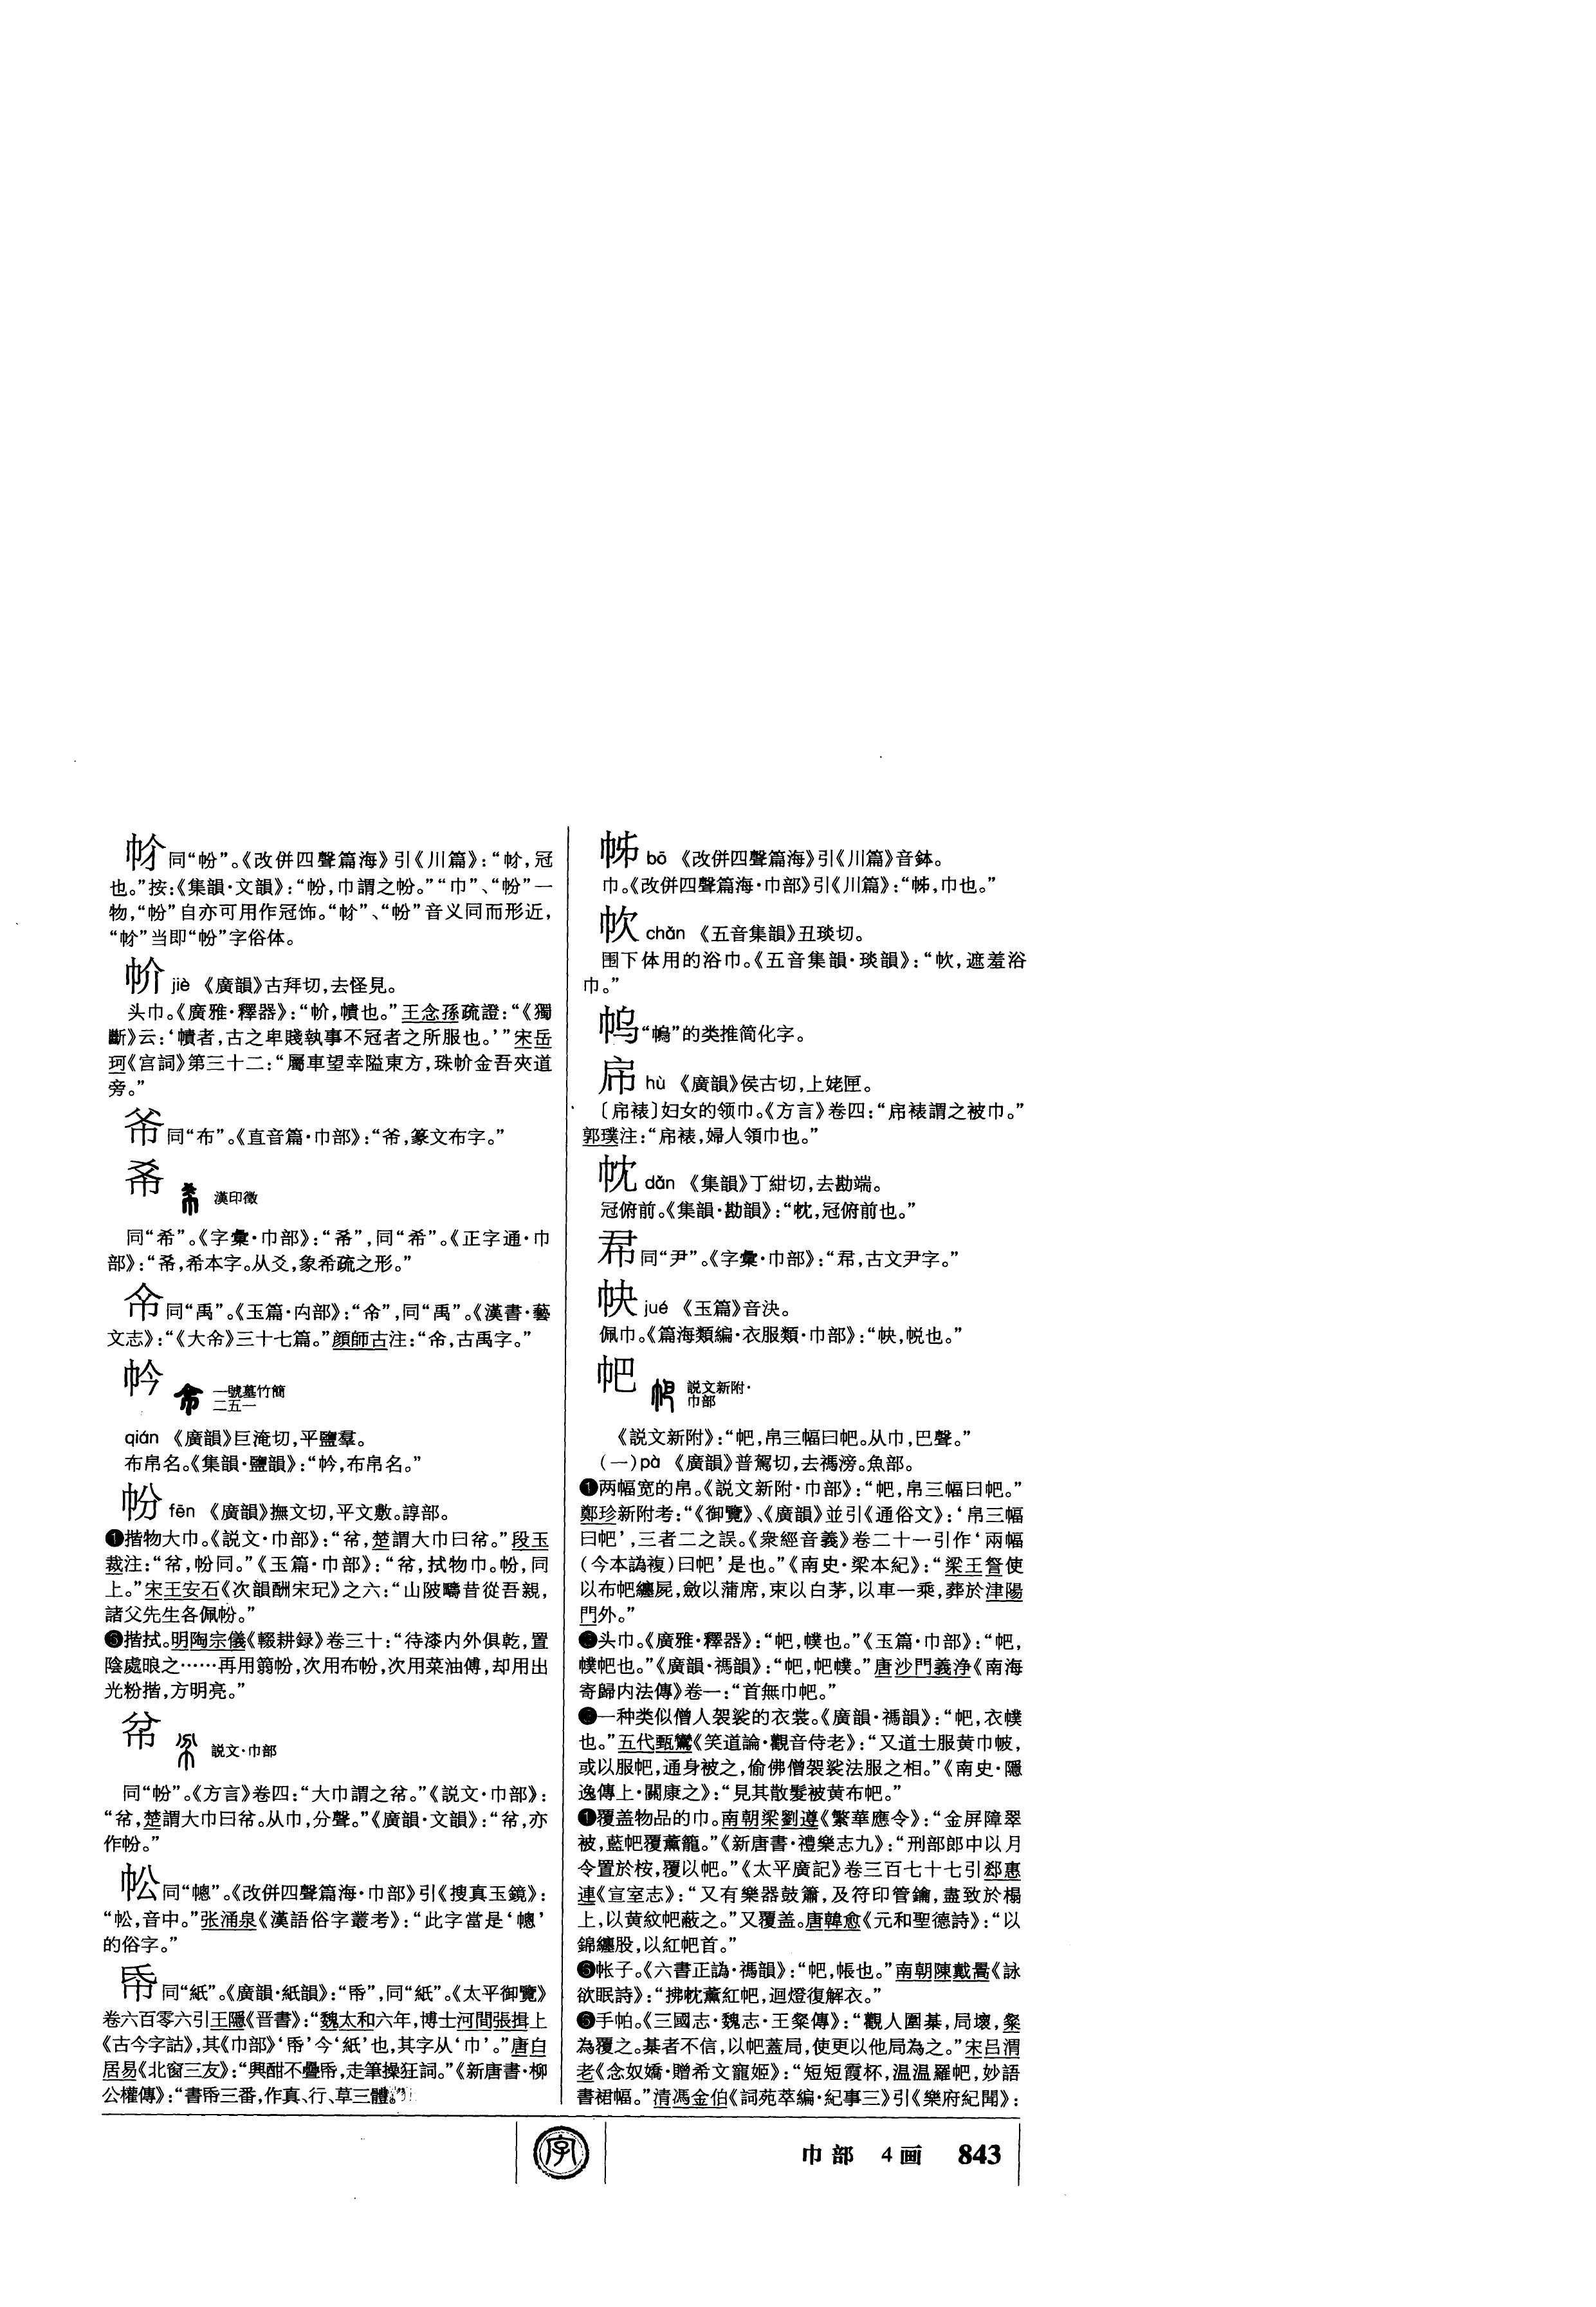 同“帉”。《改併四聲篇海》引《川篇》：“，冠
也。”按：《集韻·文韻》：“帉，巾謂之帉。”“巾”、“帉”一
物，“帉”自亦可用作冠饰。“”、“帉”音义同而形近，
“”当即“帉”字俗体。
㠹 jiè 《廣韻》古拜切，去怪見。
头巾。《廣雅·釋器》：“㠹，幘也。”王念孫疏證：“《獨
斷》云：‘幘者，古之卑賤執事不冠者之所服也。’”宋岳
珂《宫詞》第三十二：“屬車望幸隘東方，珠㠹金吾夾道
旁。”
同“布”。《直音篇·巾部》：“，篆文布字。”
漢印徵
同“希”。《字彙·巾部》：“”，同“希”。《正字通·巾
部》：“，希本字。从爻，象希疏之形。”
同“禹”。《玉篇·禸部》：“”，同“禹”。《漢書·藝
文志》：“《大》三十七篇。”顔師古注：“，古禹字。”
㡇 一號墓竹簡
二五一
qián 《廣韻》巨淹切，平鹽羣。
布帛名。《集韻·鹽韻》：“，布帛名。”
帉 fēn 《廣韻》撫文切，平文敷。諄部。
❶揩物大巾。《説文·巾部》：“帒，楚謂大巾曰。”段玉
裁注：“，帉同。”《玉篇·巾部》：“，拭物巾。帉，同
上。”宋王安石《次韻酬宋玘》之六：“山陂疇昔從吾親，
諸父先生各佩帉。”
揩拭。明陶宗儀《輟耕録》卷三十：“待漆内外俱乾，置
陰處晾之……再用蒻帉，次用布帉，次用菜油傅，却用出
光粉揩，方明亮。”
説文·巾部
同“帉”。《方言》卷四：“大巾謂之。”《説文·巾部》：
“，楚謂大巾曰。从巾，分聲。”《廣韻·文韻》：“，亦
作帉。”
㡆同“幒”。《改併四聲篇海·巾部》引《搜真玉鏡》：
“，音中。”张涌泉《漢語俗字叢考》：“此字當是‘幒’
的俗字。”
帋同“紙”。《廣韻·紙韻》：“帋”，同“紙”。《太平御覽》
卷六百零六引王隱《晋書》：“魏太和六年，博士河間張揖上
《古今字詁》，其《巾部》‘帋’今‘紙’也，其字从‘巾’。”唐白
居易《北窗三友》：“興酣不疊帋，走筆操狂詞。”《新唐書·柳
公權傳》：“書帋三番，作真、行、草三體。”
bō 《改併四聲篇海》引《川篇》音鉢。
巾。《改併四聲篇海·巾部》引《川篇》：“，巾也。”
chǎn 《五音集韻》丑琰切。
围下体用的浴巾。《五音集韻·琰韻》：“，遮羞浴
巾。”
“㡔”的类推简化字。
帍 hù 《廣韻》侯古切，上姥匣。
〔帍裱〕妇女的领巾。《方言》卷四：“帍裱謂之被巾。”
郭璞注：“帍裱，婦人領巾也。”
dǎn 《集韻》丁紺切，去勘端。
冠俯前。《集韻·勘韻》：“，冠俯前也。”
帬同“尹”。《字彙·巾部》：“，古文尹字。”
jué 《玉篇》音決。
佩巾。《篇海類編·衣服類·巾部》：“，帨也。”
帊 説文新附·
巾部
《説文新附》：“帊，帛三幅曰帊。从巾，巴聲。”
（一）pà 《廣韻》普駕切，去禡滂。魚部。
❶两幅宽的帛。《説文新附·巾部》：“帊，帛三幅曰帊。”
鄭珍新附考：“《御覽》、《廣韻》並引《通俗文》：‘帛三幅
曰帊’，三者二之誤。《衆經音義》卷二十一引作‘兩幅
（今本譌複）曰帊’是也。”《南史·梁本紀》：“梁王詧使
以布帊纏屍，斂以蒲席，束以白茅，以車一乘，葬於津陽
門外。”
❷头巾。《廣雅·釋器》：“帊，幞也。”《玉篇·巾部》：“帊，
幞帊也。”《廣韻·禡韻》：“帊，帊幞。”唐沙門義浄《南海
寄歸内法傳》卷一：“首無巾帊。”
❸一种类似僧人袈裟的衣裳。《廣韻·禡韻》：“帊，衣幞
也。”五代甄鸞《笑道論·觀音侍老》：“又道士服黄巾帔，
或以服帊，通身被之，偷佛僧袈裟法服之相。”《南史·隱
逸傳上·關康之》：“見其散髮被黄布帊。”
覆盖物品的巾。南朝梁劉遵《繁華應令》：“金屏障翠
被，藍帊覆薰籠。”《新唐書·禮樂志九》：“刑部郎中以月
令置於桉，覆以帊。”《太平廣記》卷三百七十七引郄惠
連《宣室志》：“又有樂器鼓簫，及符印管鑰，盡致於榻
上，以黄紋帊蔽之。”又覆盖。唐韓愈《元和聖德詩》：“以
錦纏股，以紅帊首。”
帐子。《六書正譌·禡韻》：“帊，帳也。”南朝陳戴暠《詠
欲眠詩》：“拂枕薰紅帊，迴燈復解衣。”
手帕。《三國志·魏志·王粲傳》：“觀人圍棊，局壞，粲
為覆之。棊者不信，以帊蓋局，使更以他局為之。”宋吕渭
老《念奴嬌·贈希文寵姬》：“短短霞杯，温温羅帊，妙語
書裙幅。”清馮金伯《詞苑萃編·紀事三》引《樂府紀聞》：
字
巾部 4画 843